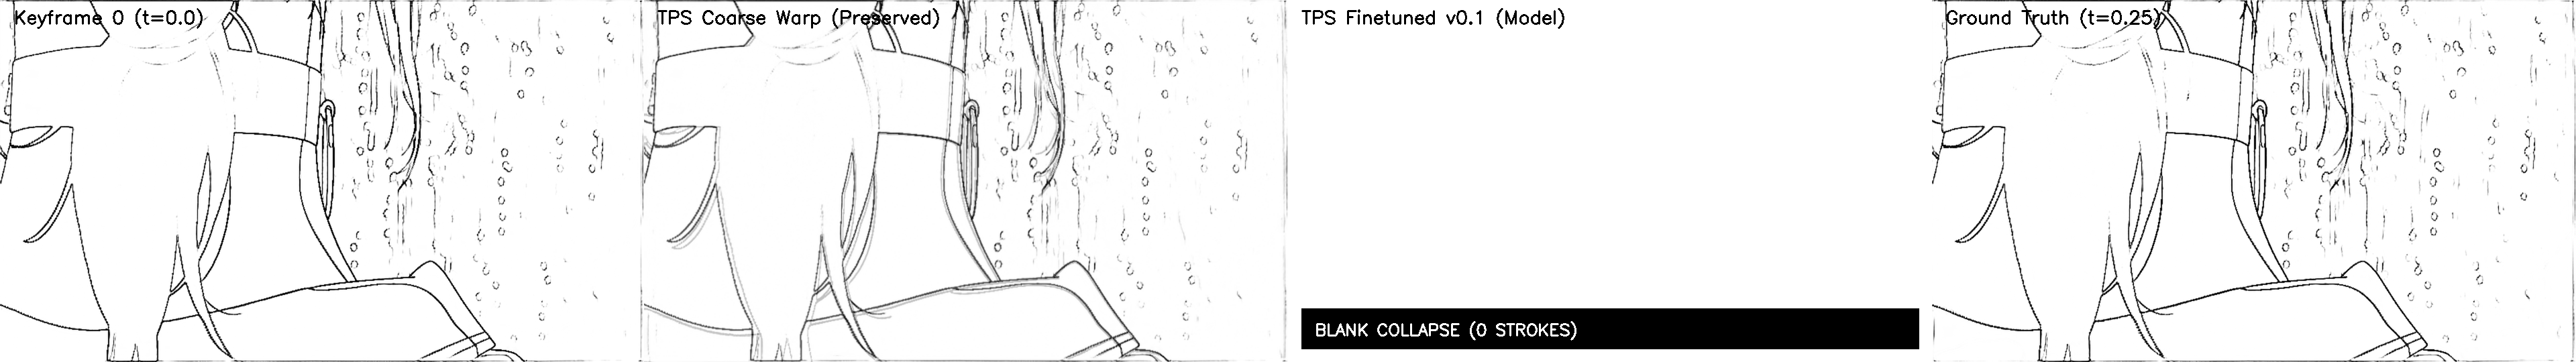 Keyframe 0 (t=0.0)
TPS Coarse Warp (Preserved)
TPS Finetuned v0.1 (Model)
Ground Truth (t=0.25)
BLANK COLLAPSE (0 STROKES)